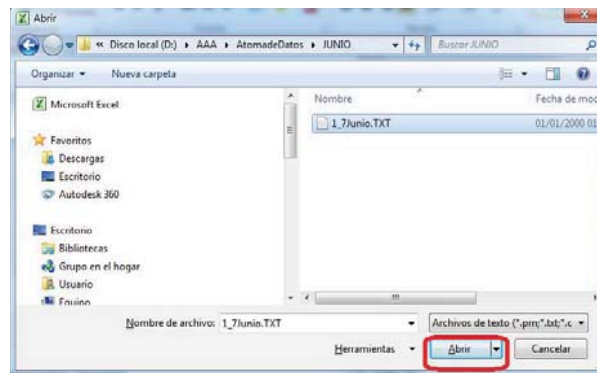 Abrir
« Disco local (D:) ▸ AAA ▸ AtomadeDatos ▸ JUNIO
Buscar JUNIO
Organizar
Nueva carpeta
Microsoft Excel
Nombre
Fecha de moc
1_7Junio.TXT
01/01/2000 01
Favoritos
Descargas
Escritorio
Autodesk 360
Escritorio
Bibliotecas
Grupo en el hogar
Usuario
Equipo
Nombre de archivo: 1_7Junio.TXT
Archivos de texto (*.prn;*.txt;*.c
Herramientas
Abrir
Cancelar